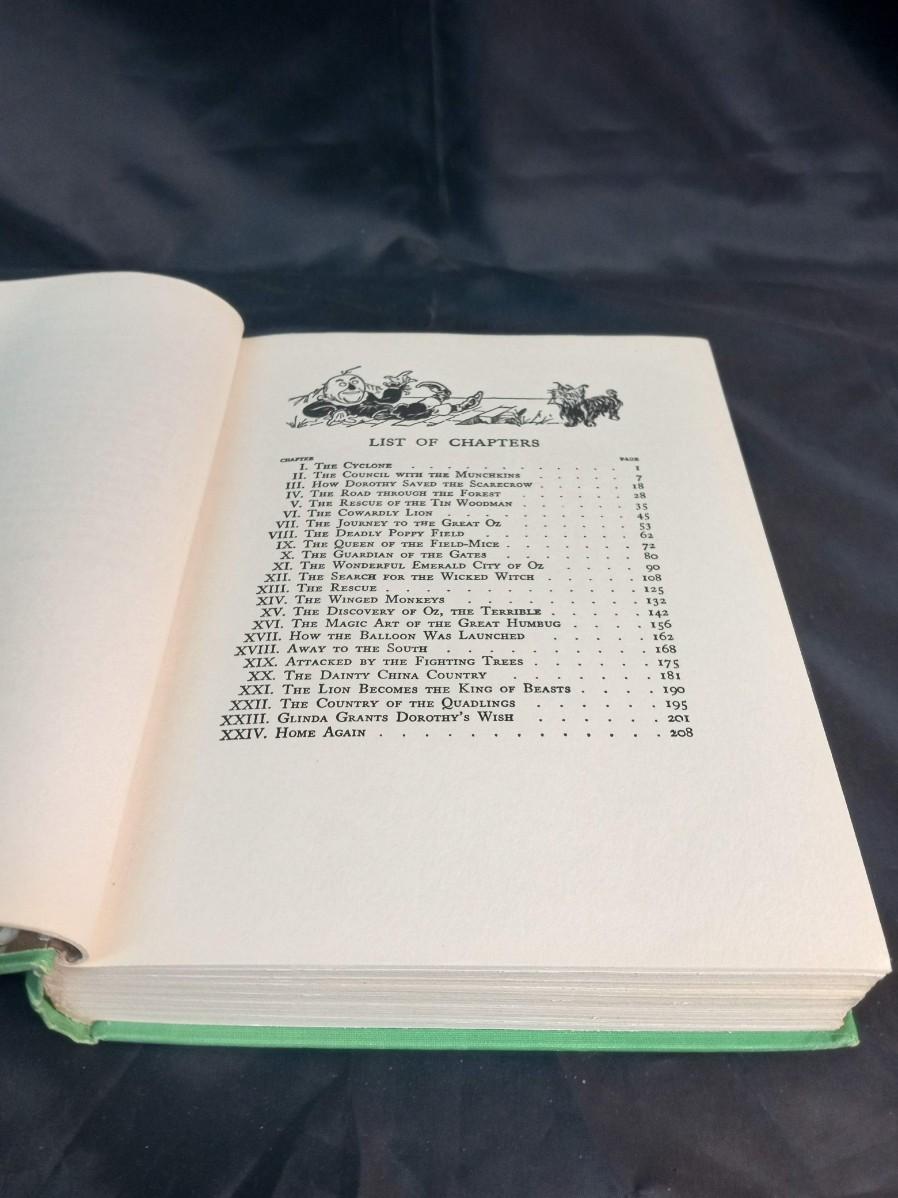 LIST OF CHAPTERS
CHAPTER PAGE
I. The Cyclone . . . . . . . . . . . 1
II. The Council with the Munchkins . . . . . . 7
III. How Dorothy Saved the Scarecrow . . . . . 18
IV. The Road through the Forest . . . . . . 28
V. The Rescue of the Tin Woodman . . . . . . 35
VI. The Cowardly Lion . . . . . . . . . 45
VII. The Journey to the Great Oz . . . . . . 53
VIII. The Deadly Poppy Field . . . . . . . 62
IX. The Queen of the Field-Mice . . . . . . 72
X. The Guardian of the Gates . . . . . . 80
XI. The Wonderful Emerald City of Oz . . . . . 90
XII. The Search for the Wicked Witch . . . . . 108
XIII. The Rescue . . . . . . . . . . . 125
XIV. The Winged Monkeys . . . . . . . . 132
XV. The Discovery of Oz, the Terrible . . . . . 142
XVI. The Magic Art of the Great Humbug . . . . 156
XVII. How the Balloon Was Launched . . . . . 162
XVIII. Away to the South . . . . . . . . . 168
XIX. Attacked by the Fighting Trees . . . . . . 175
XX. The Dainty China Country . . . . . . 181
XXI. The Lion Becomes the King of Beasts . . . . 190
XXII. The Country of the Quadlings . . . . . . 195
XXIII. Glinda Grants Dorothy's Wish . . . . . . 201
XXIV. Home Again . . . . . . . . . . . . 208